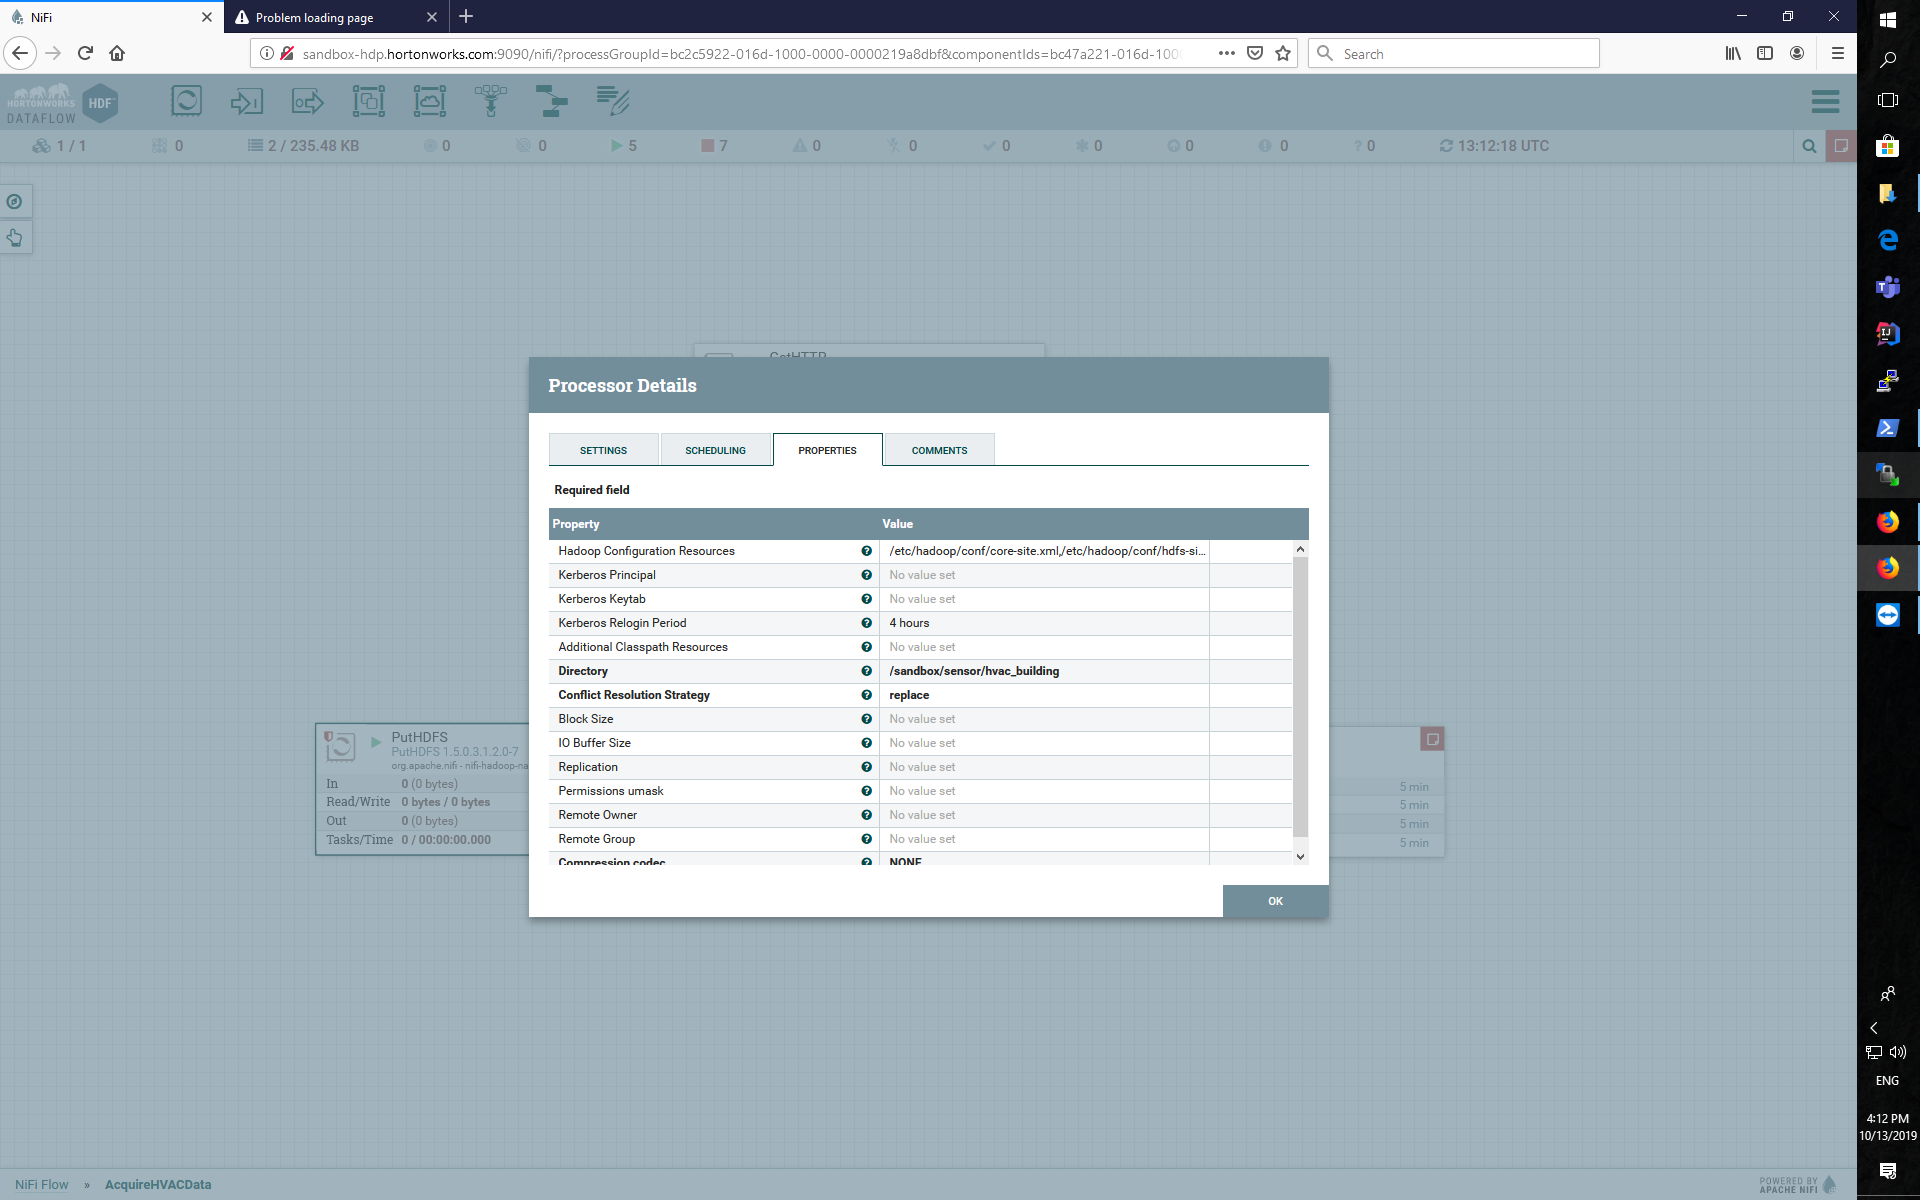 NiFi
Problem loading page
sandbox-hdp.hortonworks.com:9090/nifi/?processGroupId=bc2c5922-016d-1000-0000-0000219a8dbf&componentIds=bc47a221-016d-100
Search
HORTONWORKS
DATAFLOW
HDF
1 / 1
0
2 / 235.48 KB
0
0
5
7
0
0
0
0
0
0
? 0
13:12:18 UTC
GetHTTP
Processor Details
SETTINGS
SCHEDULING
PROPERTIES
COMMENTS
Required field
Property Value
Hadoop Configuration Resources /etc/hadoop/conf/core-site.xml,/etc/hadoop/conf/hdfs-si...
Kerberos Principal No value set
Kerberos Keytab No value set
Kerberos Relogin Period 4 hours
Additional Classpath Resources No value set
Directory /sandbox/sensor/hvac_building
Conflict Resolution Strategy replace
Block Size No value set
IO Buffer Size No value set
Replication No value set
Permissions umask No value set
Remote Owner No value set
Remote Group No value set
Compression codec NONE
OK
PutHDFS
PutHDFS 1.5.0.3.1.2.0-7
org.apache.nifi - nifi-hadoop-na
In 0 (0 bytes)
Read/Write 0 bytes / 0 bytes
Out 0 (0 bytes)
Tasks/Time 0 / 00:00:00.000
5 min
5 min
5 min
5 min
NiFi Flow » AcquireHVACData
POWERED BY
APACHE NIFI
ENG
4:12 PM
10/13/2019